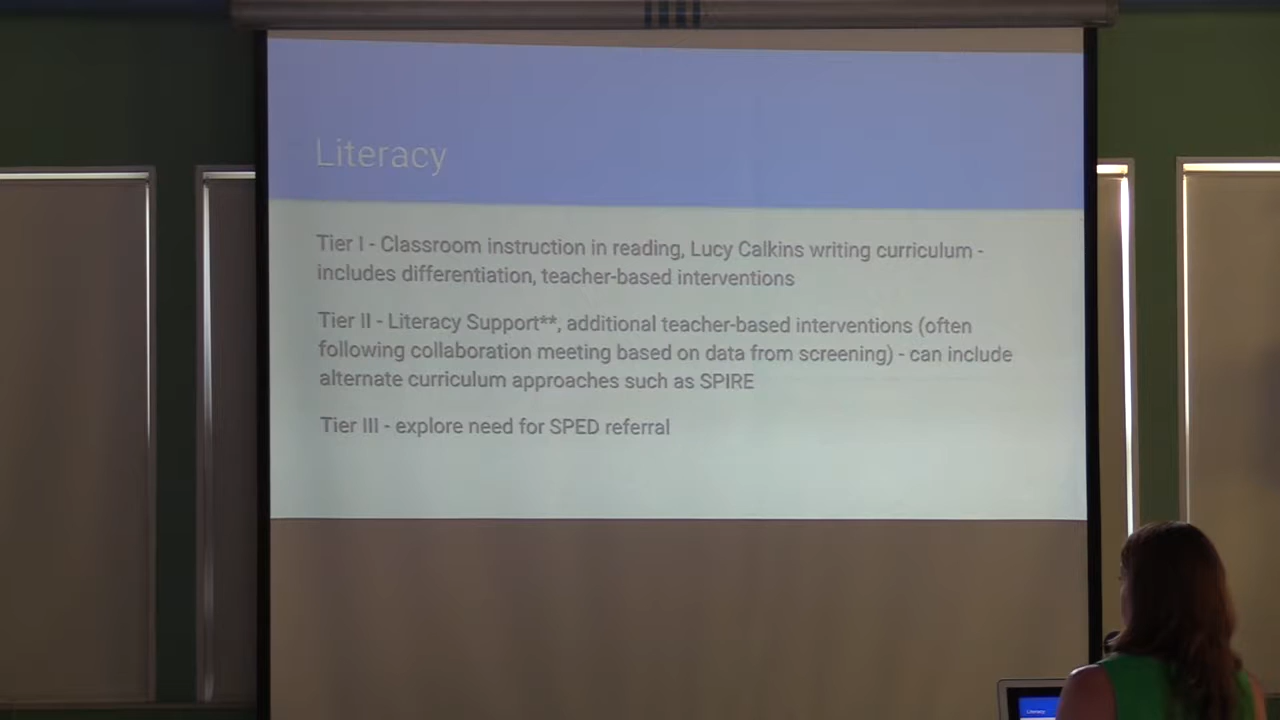 Literacy
Tier I - Classroom instruction in reading, Lucy Calkins writing curriculum -
includes differentiation, teacher-based interventions
Tier II - Literacy Support**, additional teacher-based interventions (often
following collaboration meeting based on data from screening) - can include
alternate curriculum approaches such as SPIRE
Tier III - explore need for SPED referral
Literacy